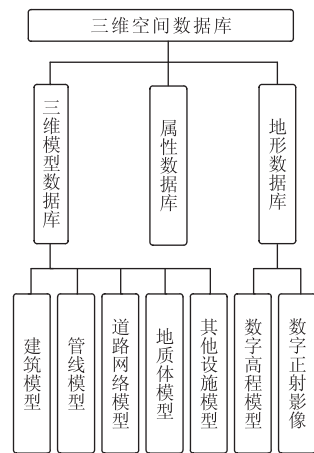 三维空间数据库
三维模型数据库
属性数据库
地形数据库
建筑模型
管线模型
道路网络模型
地质体模型
其他设施模型
数字高程模型
数字正射影像